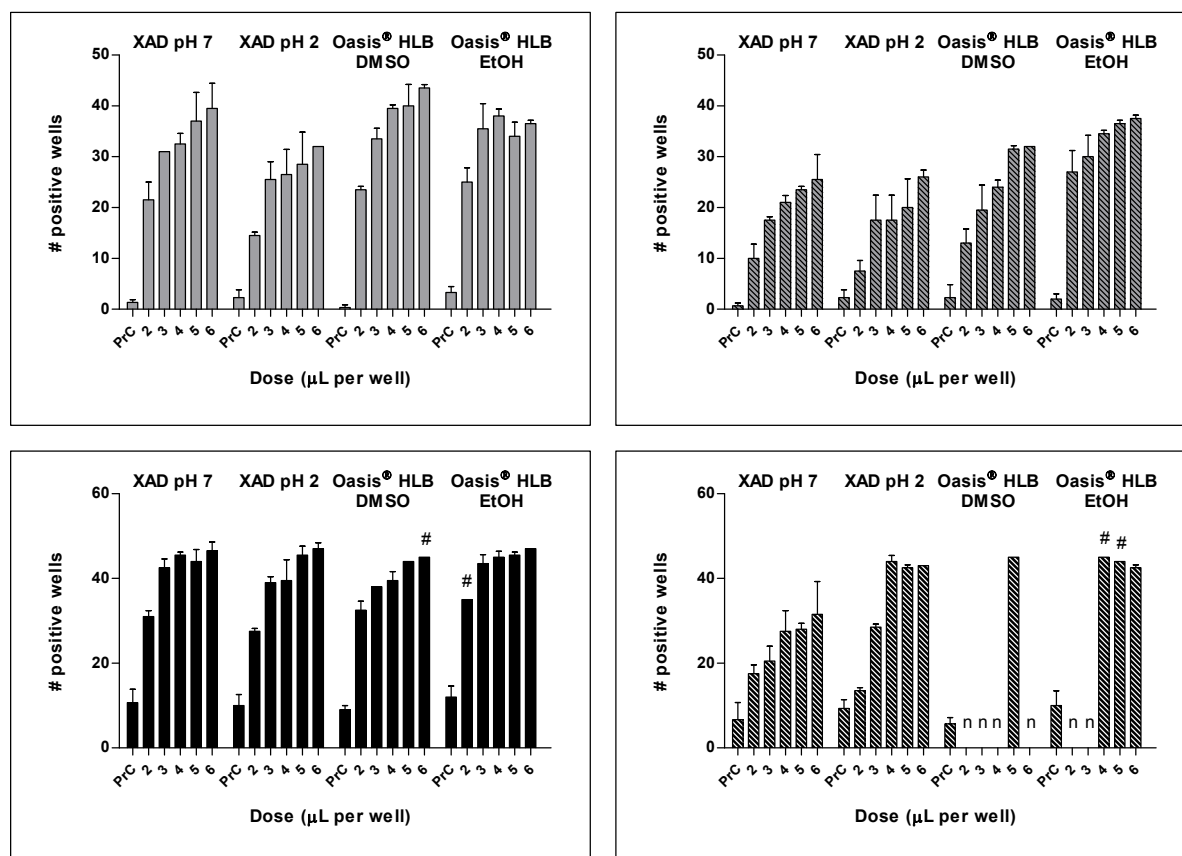 XAD pH 7 XAD pH 2 Oasis® HLB DMSO Oasis® HLB EtOH
# positive wells
50
40
30
20
10
0
PrC 2 3 4 5 6 PrC 2 3 4 5 6 PrC 2 3 4 5 6 PrC 2 3 4 5 6
Dose (µL per well)
XAD pH 7 XAD pH 2 Oasis® HLB DMSO Oasis® HLB EtOH
# positive wells
50
40
30
20
10
0
PrC 2 3 4 5 6 PrC 2 3 4 5 6 PrC 2 3 4 5 6 PrC 2 3 4 5 6
Dose (µL per well)
XAD pH 7 XAD pH 2 Oasis® HLB DMSO Oasis® HLB EtOH
# positive wells
60
40
20
0
# #
PrC 2 3 4 5 6 PrC 2 3 4 5 6 PrC 2 3 4 5 6 PrC 2 3 4 5 6
Dose (µL per well)
XAD pH 7 XAD pH 2 Oasis® HLB DMSO Oasis® HLB EtOH
# positive wells
60
40
20
0
# #
n n n n n n
PrC 2 3 4 5 6 PrC 2 3 4 5 6 PrC 2 3 4 5 6 PrC 2 3 4 5 6
Dose (µL per well)